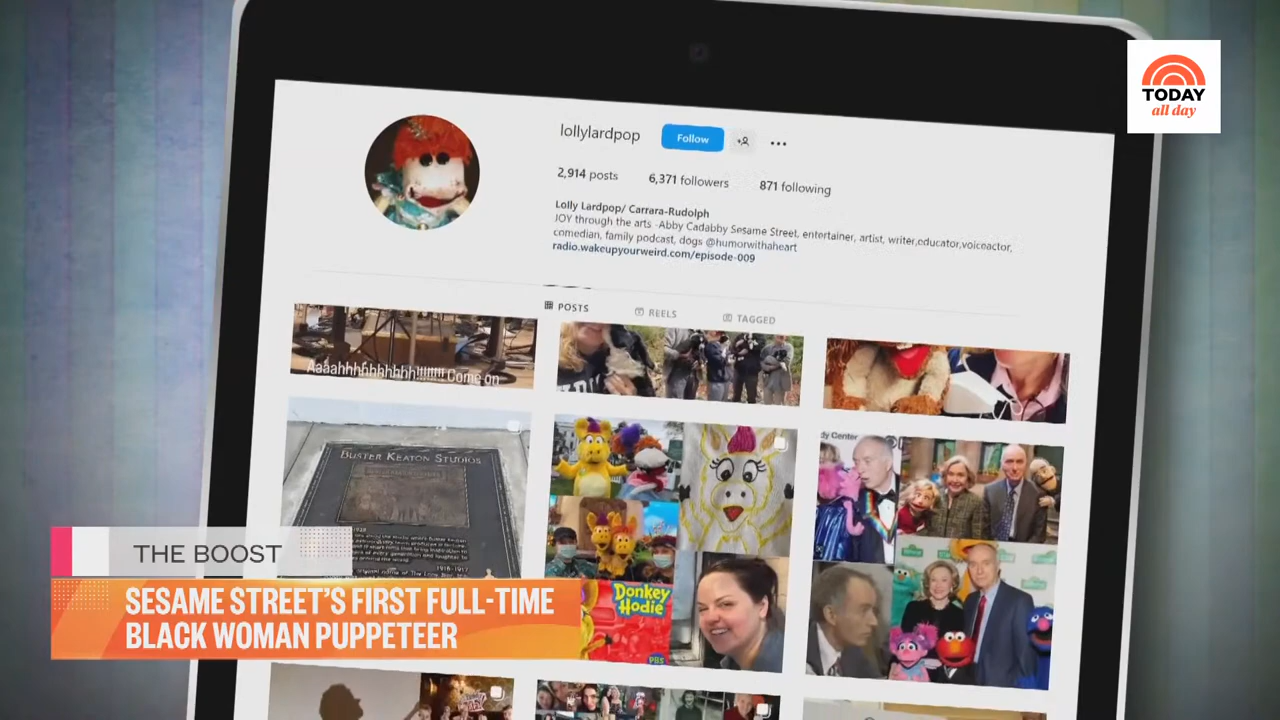 TODAY
all day
lollylardpop
Follow
2,914 posts
6,371 followers
871 following
Lolly Lardpop/ Carrara-Rudolph
JOY through the arts -Abby Cadabby Sesame Street, entertainer, artist, writer,educator,voiceactor,
comedian, family podcast, dogs @humorwithaheart
radio.wakeupyourweird.com/episode-009
POSTS
REELS
TAGGED
Aaaahhhhhhhhhh!!!!!!! Come on
BUSTER KEATON STUDIOS
dy Center
Donkey
Hodie
PBS
THE BOOST
SESAME STREET'S FIRST FULL-TIME
BLACK WOMAN PUPPETEER